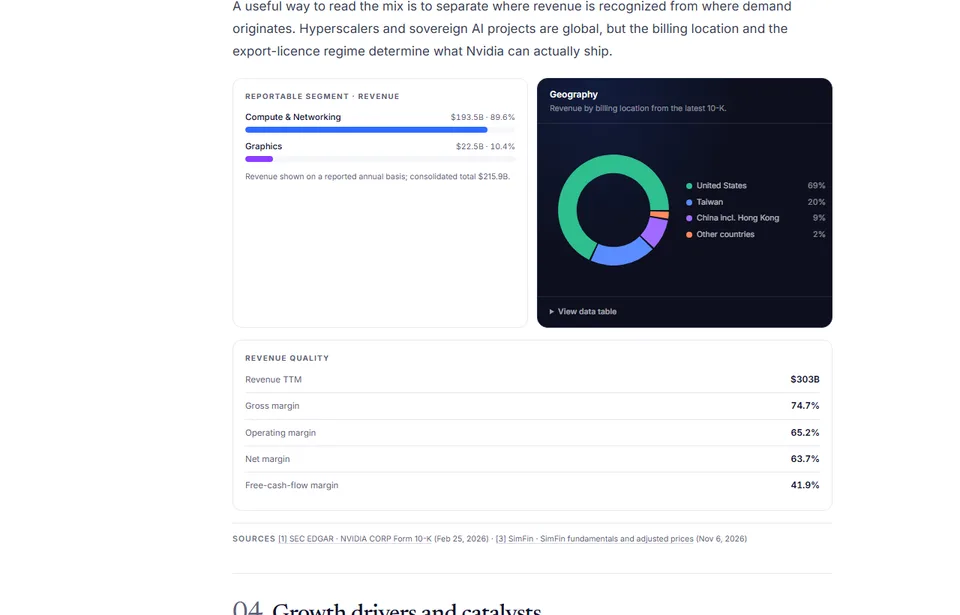 A useful way to read the mix is to separate where revenue is recognized from where demand
originates. Hyperscalers and sovereign AI projects are global, but the billing location and the
export-licence regime determine what Nvidia can actually ship.
REPORTABLE SEGMENT · REVENUE
Compute & Networking $193.5B · 89.6%
Graphics $22.5B · 10.4%
Revenue shown on a reported annual basis; consolidated total $215.9B.
Geography
Revenue by billing location from the latest 10-K.
United States 69%
Taiwan 20%
China incl. Hong Kong 9%
Other countries 2%
View data table
REVENUE QUALITY
Revenue TTM $303B
Gross margin 74.7%
Operating margin 65.2%
Net margin 63.7%
Free-cash-flow margin 41.9%
SOURCES [1] SEC EDGAR · NVIDIA CORP Form 10-K (Feb 25, 2026) · [3] SimFin · SimFin fundamentals and adjusted prices (Nov 6, 2026)
04 Growth drivers and catalysts